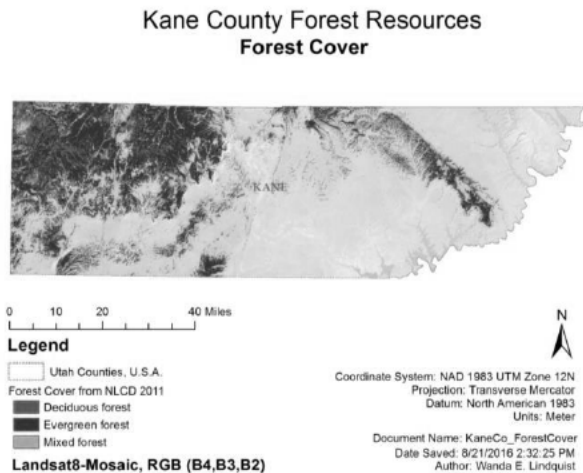 Kane County Forest Resources
Forest Cover
KANE
0 10 20 40 Miles
N
Legend
Utah Counties, U.S.A.
Forest Cover from NLCD 2011
Deciduous forest
Evergreen forest
Mixed forest
Landsat8-Mosaic, RGB (B4,B3,B2)
Coordinate System: NAD 1983 UTM Zone 12N
Projection: Transverse Mercator
Datum: North American 1983
Units: Meter
Document Name: KaneCo_ForestCover
Date Saved: 8/21/2016 2:32:25 PM
Author: Wanda E. Lindquist